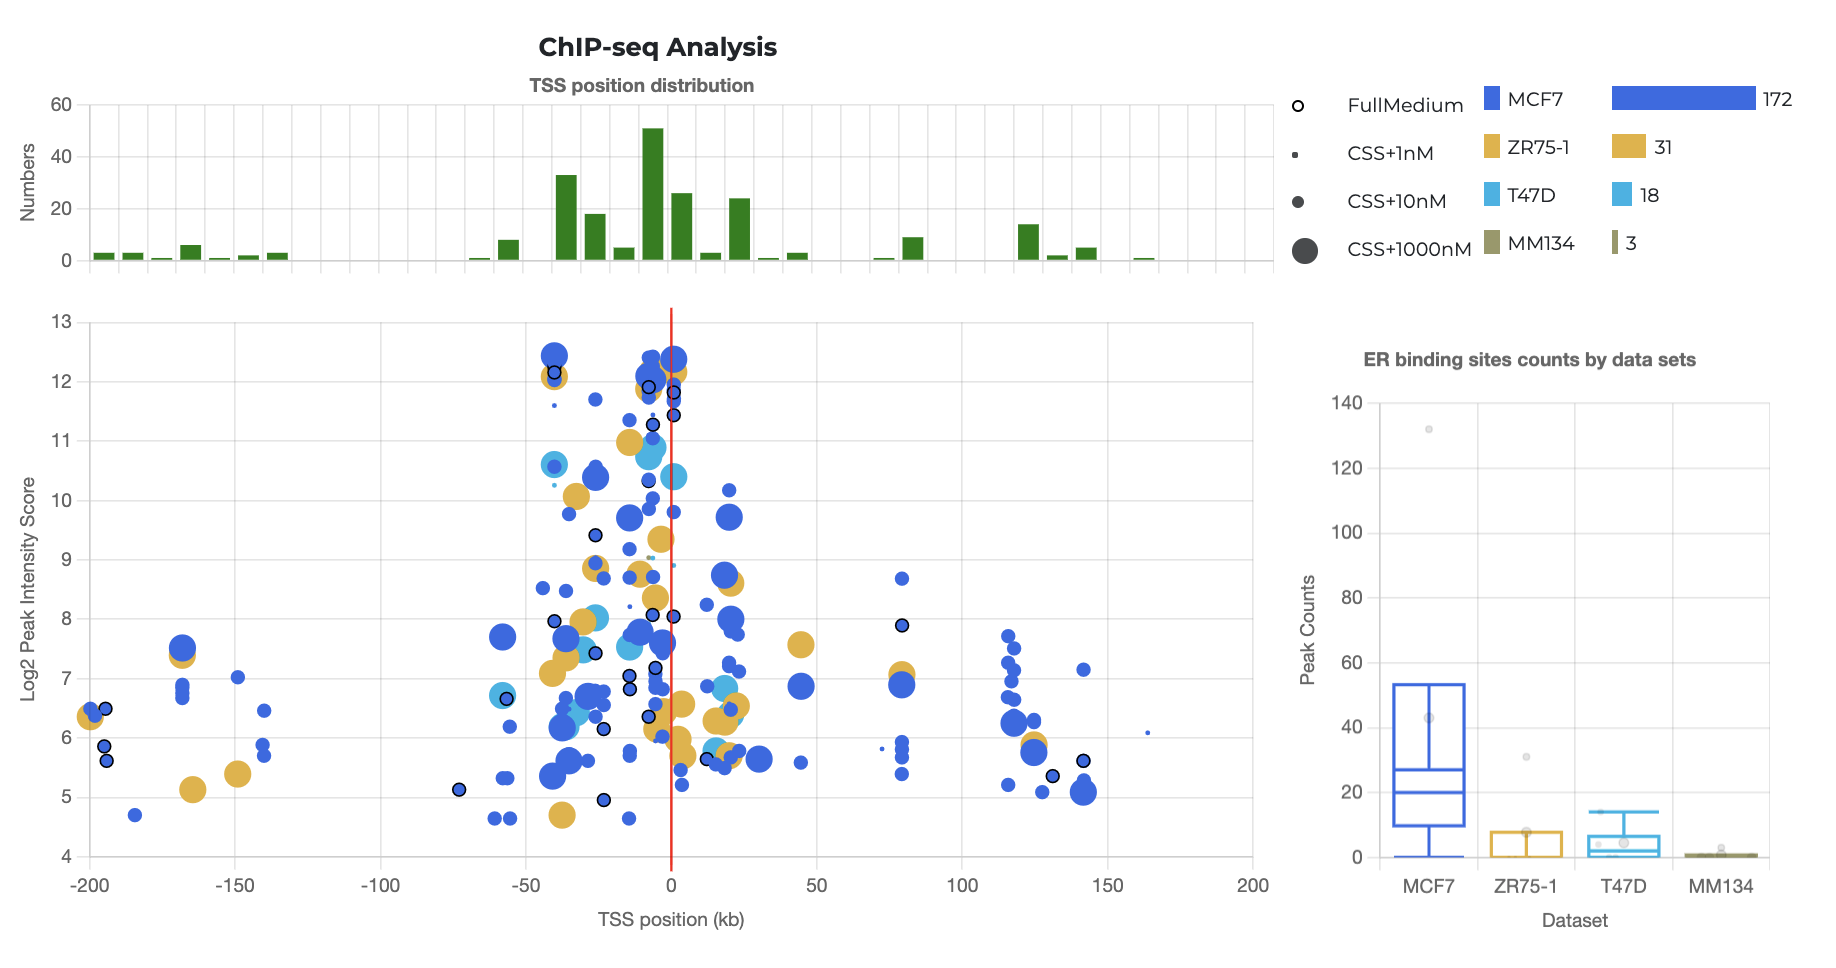 ChIP-seq Analysis
TSS position distribution
Numbers
60
40
20
0
FullMedium
CSS+1nM
CSS+10nM
CSS+1000nM
MCF7 172
ZR75-1 31
T47D 18
MM134 3
Log2 Peak Intensity Score
13
12
11
10
9
8
7
6
5
4
-200 -150 -100 -50 0 50 100 150 200
TSS position (kb)
ER binding sites counts by data sets
Peak Counts
140
120
100
80
60
40
20
0
MCF7 ZR75-1 T47D MM134
Dataset